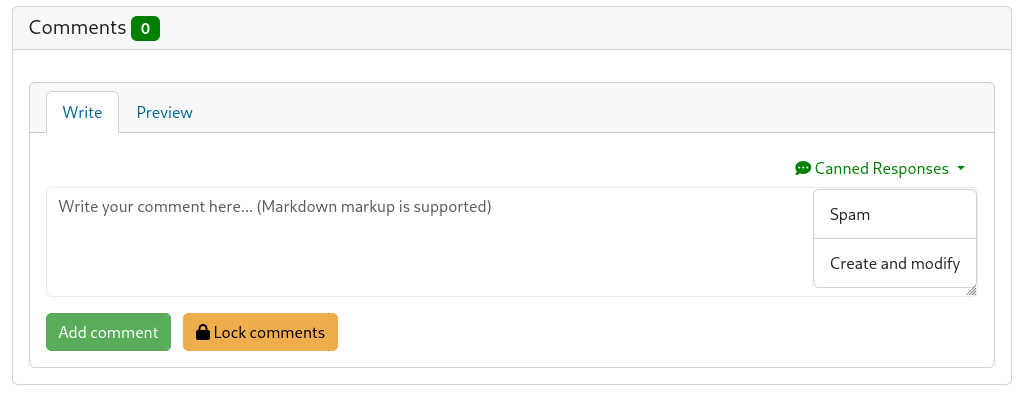 Comments 0
Write Preview
Canned Responses
Write your comment here... (Markdown markup is supported)
Spam
Create and modify
Add comment Lock comments